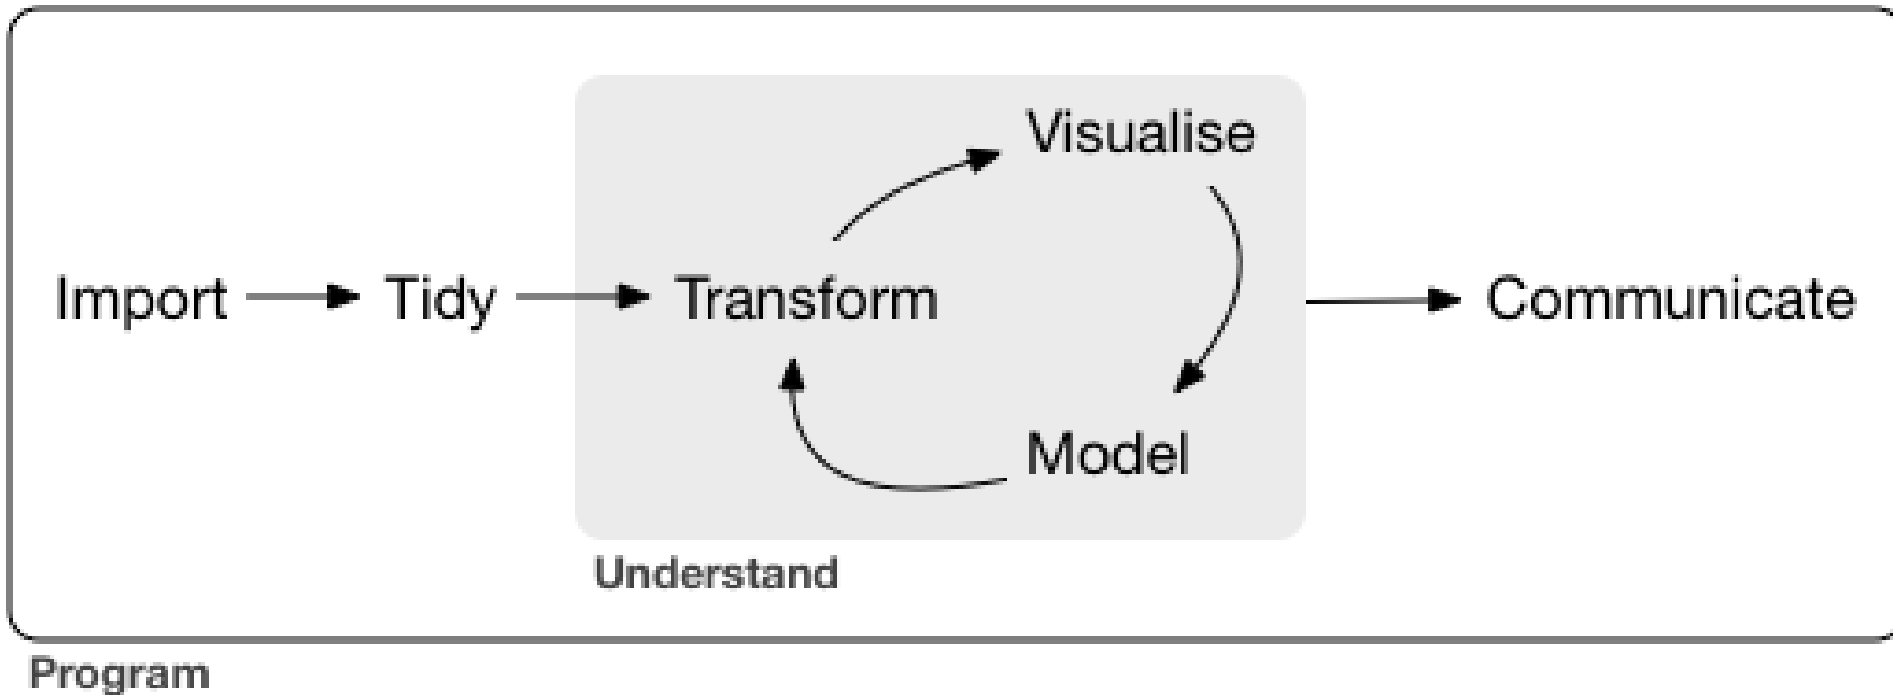 Visualise
Import Tidy Transform Communicate
Model
Understand
Program